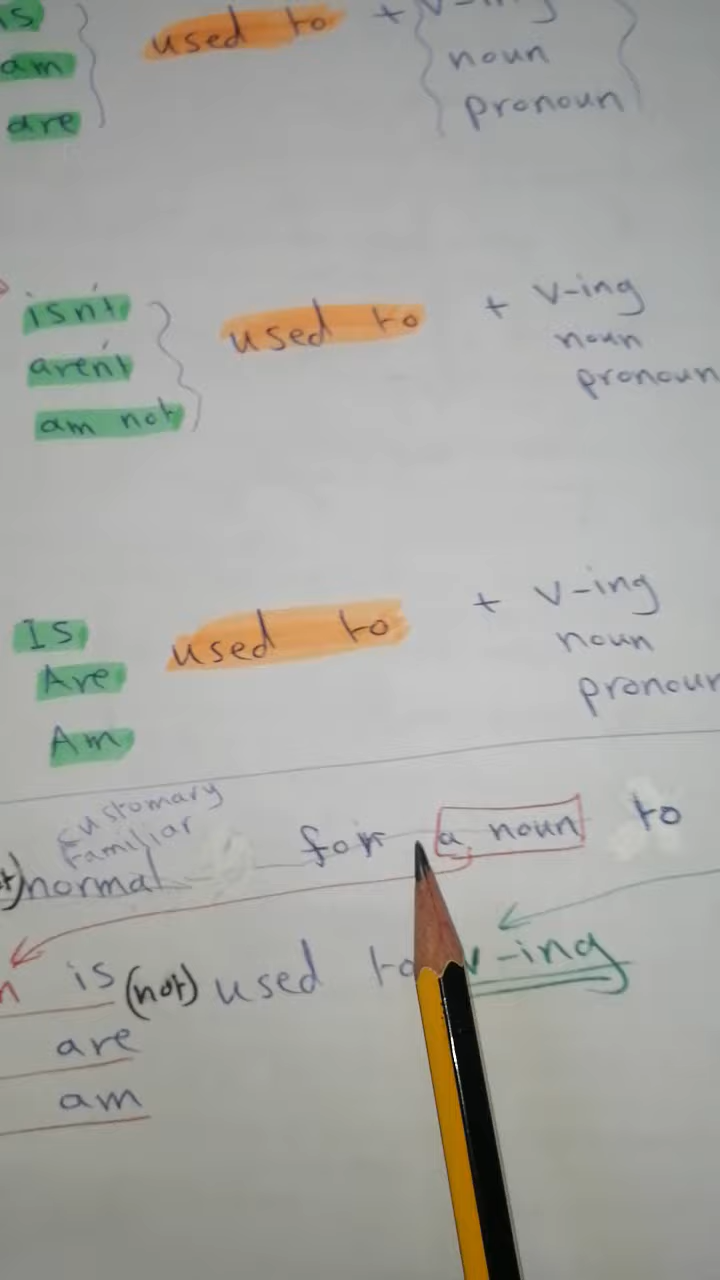 is used to + v-ing
am noun
are pronoun
isn't used to + v-ing
aren't noun
am not pronoun
Is used to + v-ing
Are noun
Am pronoun
customary
familiar
normal for a noun to
is (not) used to v-ing
are
am